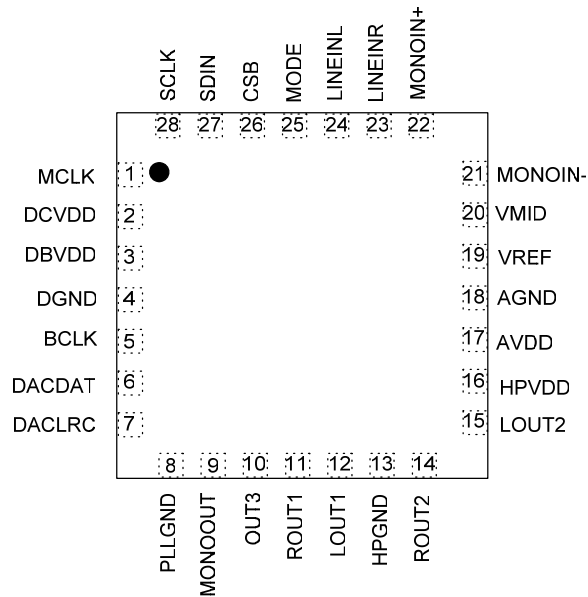 SCLK
SDIN
CSB
MODE
LINEINL
LINEINR
MONOIN+
28 27 26 25 24 23 22
MCLK 1 21 MONOIN-
DCVDD 2 20 VMID
DBVDD 3 19 VREF
DGND 4 18 AGND
BCLK 5 17 AVDD
DACDAT 6 16 HPVDD
DACLRC 7 15 LOUT2
8 9 10 11 12 13 14
PLLGND
MONOOUT
OUT3
ROUT1
LOUT1
HPGND
ROUT2